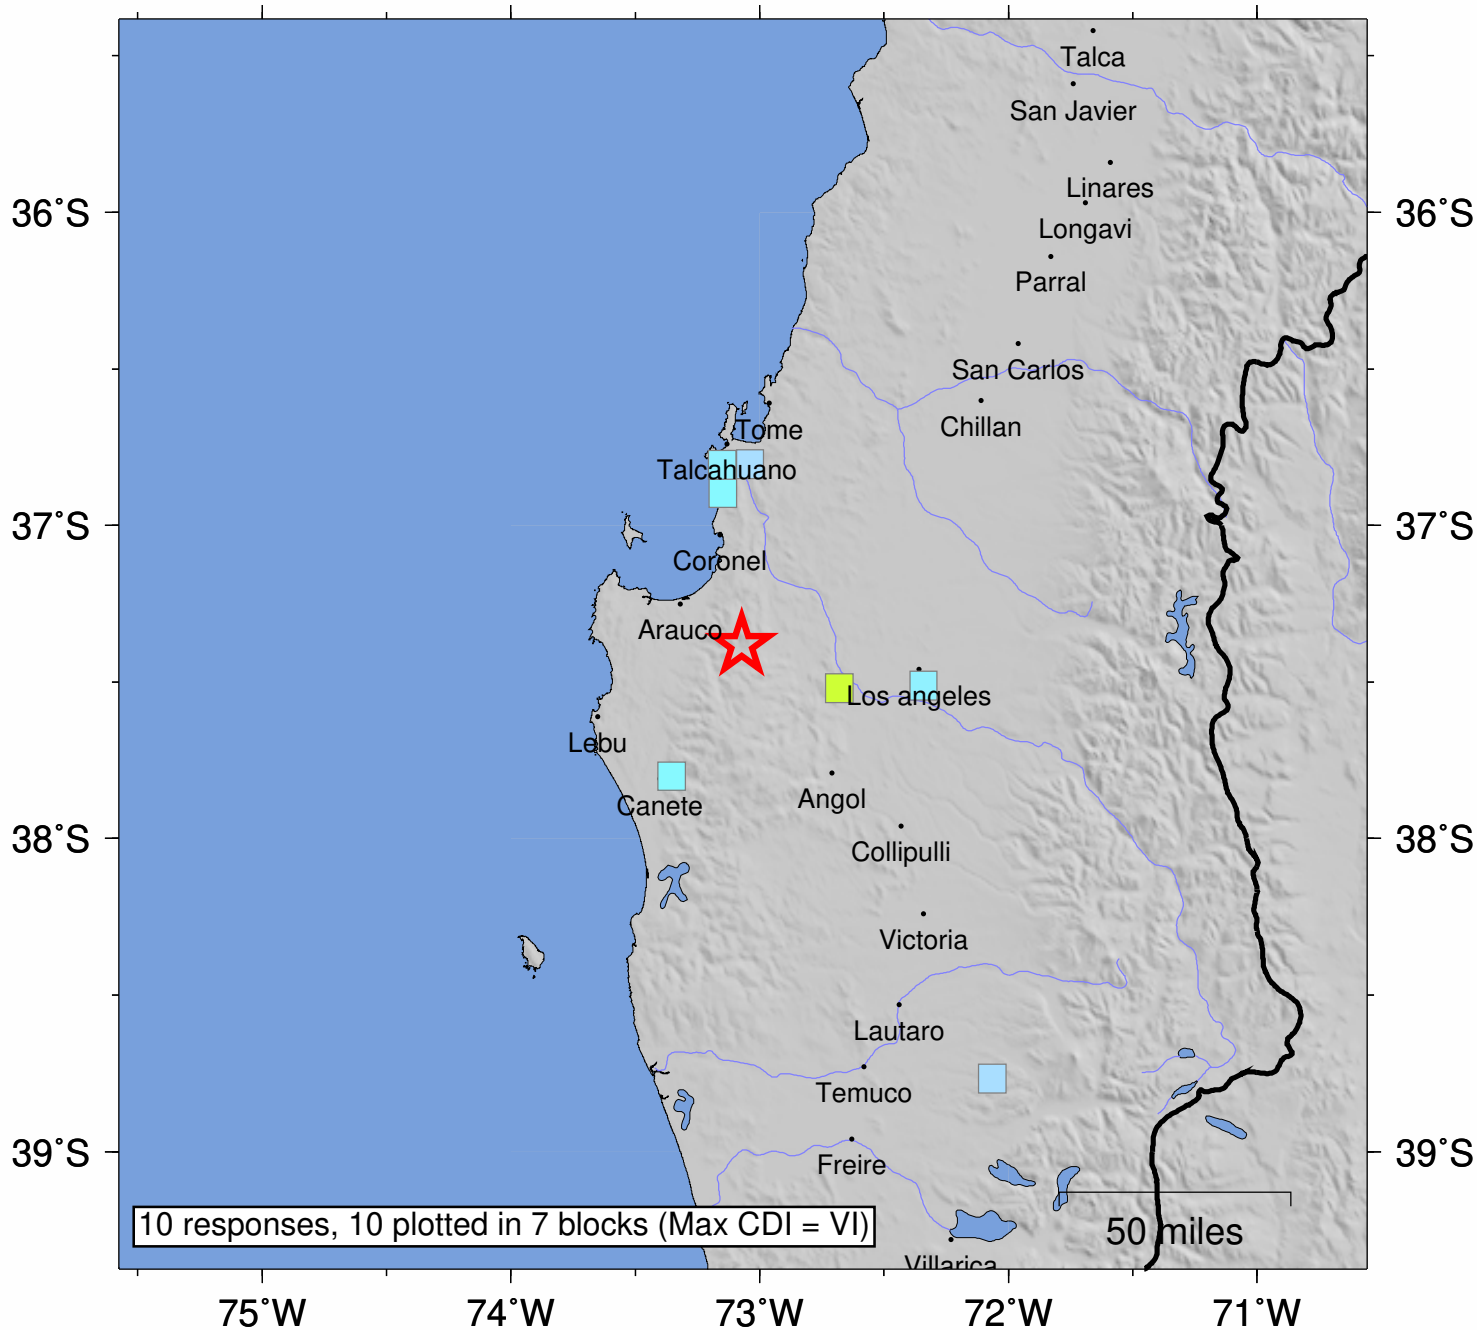 Talca
San Javier
Linares
36°S
36°S
Longavi
Parral
San Carlos
Chillan
Tome
Talcahuano
37°S
37°S
Coronel
Arauco
Los angeles
Lebu
Angol
Canete
38°S
38°S
Collipulli
Victoria
Lautaro
Temuco
39°S
39°S
Freire
10 responses, 10 plotted in 7 blocks (Max CDI = VI)
50 miles
Villarica
75°W
74°W
73°W
72°W
71°W